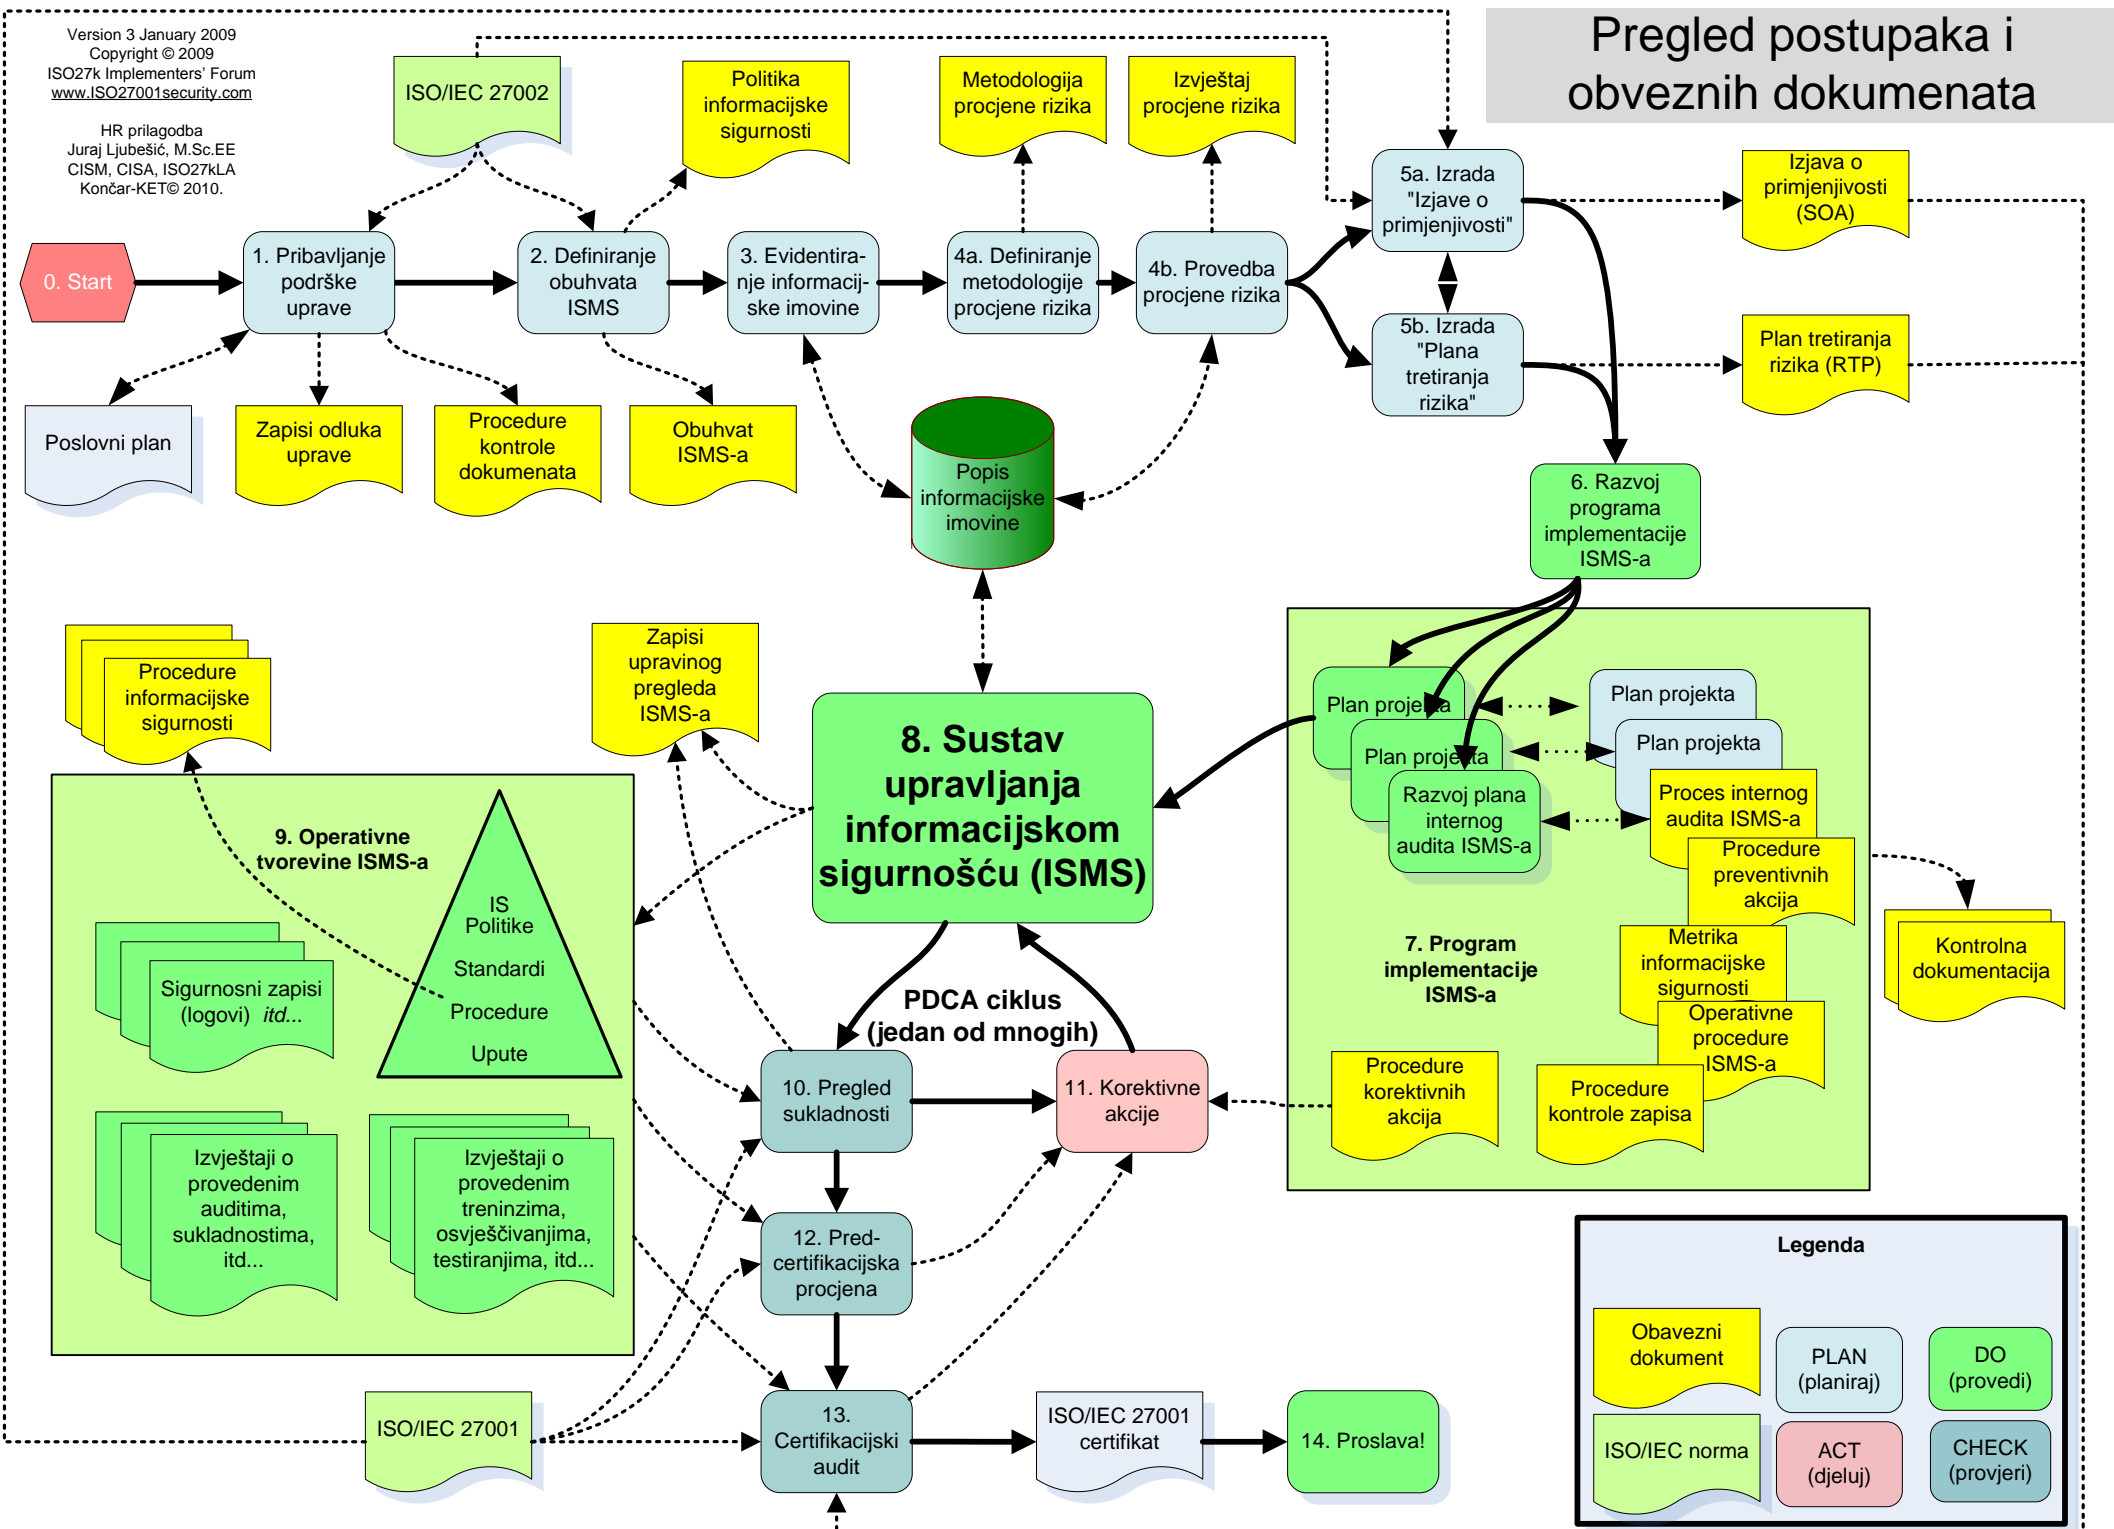 Version 3 January 2009
Copyright © 2009
ISO27k Implementers' Forum
www.ISO27001security.com
HR prilagodba
Juraj Ljubešić, M.Sc.EE
CISM, CISA, ISO27kLA
Končar-KET© 2010.
Pregled postupaka i
obveznih dokumenata
ISO/IEC 27002
Politika
informacijske
sigurnosti
Metodologija
procjene rizika
Izvještaj
procjene rizika
0. Start
1. Pribavljanje
podrške
uprave
2. Definiranje
obuhvata
ISMS
3. Evidentira-
nje informacij-
ske imovine
4a. Definiranje
metodologije
procjene rizika
4b. Provedba
procjene rizika
5a. Izrada
"Izjave o
primjenjivosti"
5b. Izrada
"Plana
tretiranja
rizika"
Izjava o
primjenjivosti
(SOA)
Plan tretiranja
rizika (RTP)
Poslovni plan
Zapisi odluka
uprave
Procedure
kontrole
dokumenata
Obuhvat
ISMS-a
Popis
informacijske
imovine
6. Razvoj
programa
implementacije
ISMS-a
Procedure
informacijske
sigurnosti
Zapisi
upravinog
pregleda
ISMS-a
8. Sustav
upravljanja
informacijskom
sigurnošću (ISMS)
Plan projekta
Plan projekta
Razvoj plana
internog
audita ISMS-a
Plan projekta
Plan projekta
Proces internog
audita ISMS-a
Procedure
preventivnih
akcija
Metrika
informacijske
sigurnosti
Operativne
procedure
ISMS-a
Procedure
kontrole zapisa
Procedure
korektivnih
akcija
7. Program
implementacije
ISMS-a
Kontrolna
dokumentacija
9. Operativne
tvorevine ISMS-a
IS
Politike
Standardi
Procedure
Upute
Sigurnosni zapisi
(logovi) itd...
Izvještaji o
provedenim
auditima,
sukladnostima,
itd...
Izvještaji o
provedenim
treninzima,
osvješčivanjima,
testiranjima, itd...
PDCA ciklus
(jedan od mnogih)
10. Pregled
sukladnosti
11. Korektivne
akcije
12. Pred-
certifikacijska
procjena
13.
Certifikacijski
audit
ISO/IEC 27001
ISO/IEC 27001
certifikat
14. Proslava!
Legenda
Obavezni
dokument
PLAN
(planiraj)
DO
(provedi)
ISO/IEC norma
ACT
(djeluj)
CHECK
(provjeri)